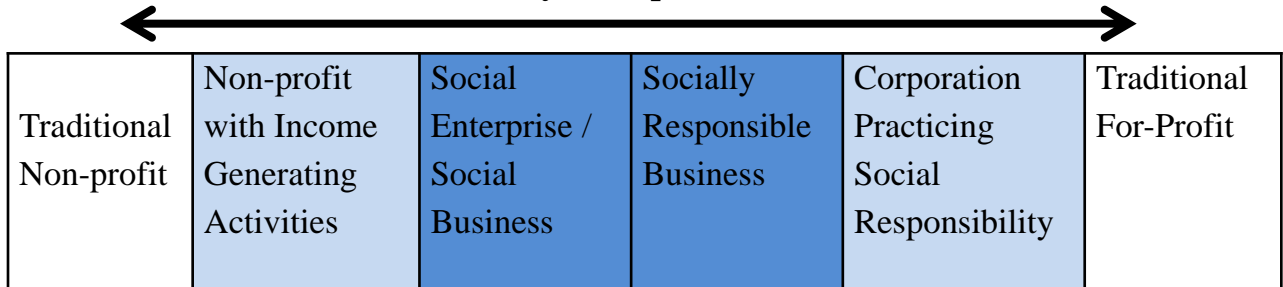 Traditional
Non-profit
Non-profit
with Income
Generating
Activities
Social
Enterprise /
Social
Business
Socially
Responsible
Business
Corporation
Practicing
Social
Responsibility
Traditional
For-Profit